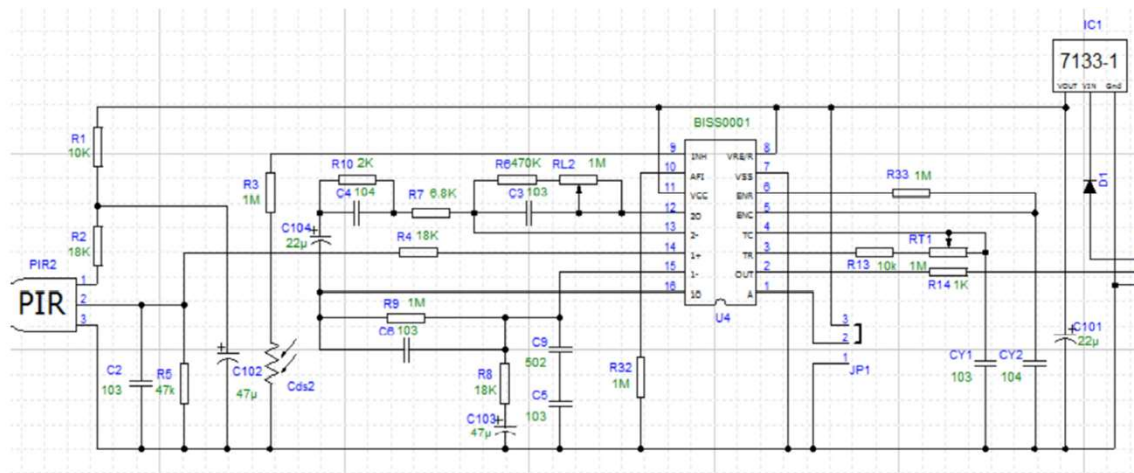 IC1
7133-1
VOUT VIN Gnd
BISS0001
R1
10K
R3
1M
R2
18K
PIR2
PIR
1
2
3
C2
103
R5
47k
C102
47µ
Cds2
R10 2K
C4 104
R7 6.8K
R6 470K
C3 103
RL2 1M
C104
22µ
R4 18K
R9 1M
C6 103
R8
18K
C103
47µ
C9
502
C5
103
R32
1M
9 INH VRE/R 8
10 AFI VSS 7
11 VCC ENR 6
12 2O ENC 5
13 2- TC 4
14 1+ TR 3
15 1- OUT 2
16 1O A 1
U4
R33 1M
R13 10k
RT1
1M
R14 1K
D1
3
2
1
JP1
CY1
103
CY2
104
C101
22µ